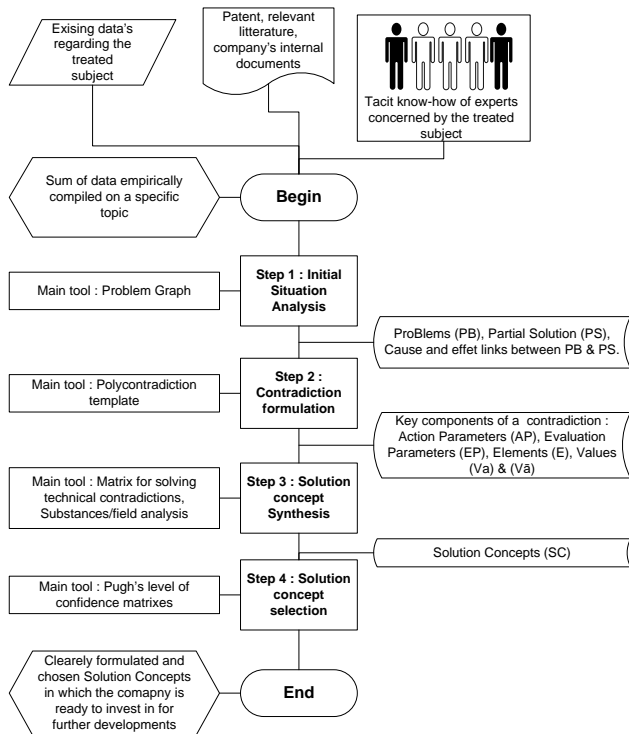 Exising data's
regarding the
treated
subject
Patent, relevant
litterature,
company's internal
documents
Tacit know-how of experts
concerned by the treated
subject
Sum of data empirically
compiled on a specific
topic
Begin
Main tool : Problem Graph
Step 1 : Initial
Situation
Analysis
ProBlems (PB), Partial Solution (PS),
Cause and effet links between PB & PS.
Main tool : Polycontradiction
template
Step 2 :
Contradiction
formulation
Key components of a contradiction :
Action Parameters (AP), Evaluation
Parameters (EP), Elements (E), Values
(Va) & (Vā)
Main tool : Matrix for solving
technical contradictions,
Substances/field analysis
Step 3 :
Solution
concept
Synthesis
Solution Concepts (SC)
Main tool : Pugh's level of
confidence matrixes
Step 4 : Solution
concept
selection
Clearely formulated and
chosen Solution Concepts
in which the comapny is
ready to invest in for
further developments
End